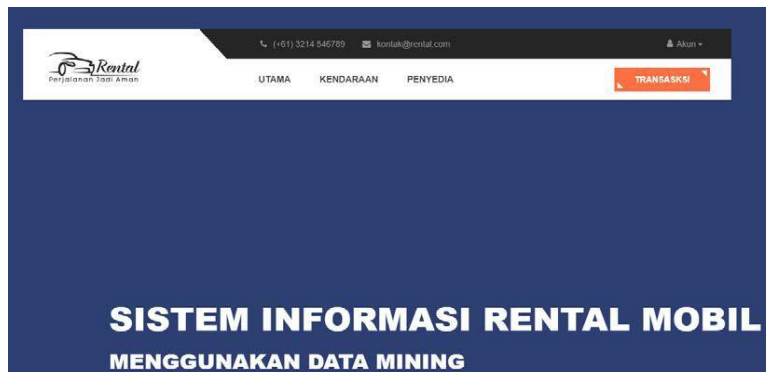 (+61) 3214 546789 kontak@rental.com Akun
Rental
Perjalanan Jadi Aman
UTAMA KENDARAAN PENYEDIA TRANSASKSI
SISTEM INFORMASI RENTAL MOBIL
MENGGUNAKAN DATA MINING